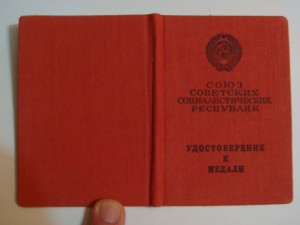 СОЮЗ
СОВЕТСКИХ
СОЦИАЛИСТИЧЕСКИХ
РЕСПУБЛИК
УДОСТОВЕРЕНИЕ
К
МЕДАЛИ